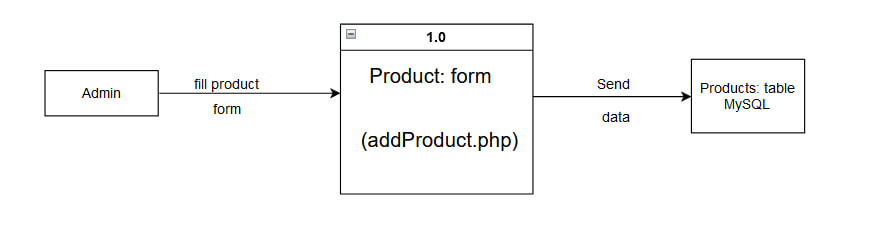 Admin
fill product
form
1.0
Product: form
(addProduct.php)
Send
data
Products: table
MySQL